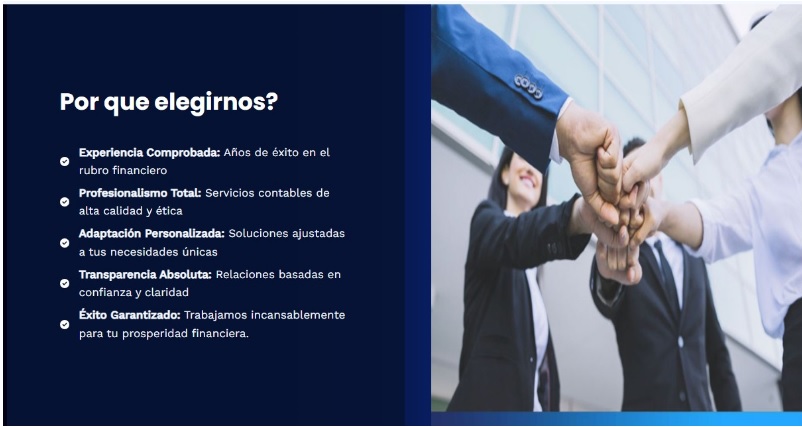 Por que elegirnos?
Experiencia Comprobada: Años de éxito en el
rubro financiero
Profesionalismo Total: Servicios contables de
alta calidad y ética
Adaptación Personalizada: Soluciones ajustadas
a tus necesidades únicas
Transparencia Absoluta: Relaciones basadas en
confianza y claridad
Éxito Garantizado: Trabajamos incansablemente
para tu prosperidad financiera.